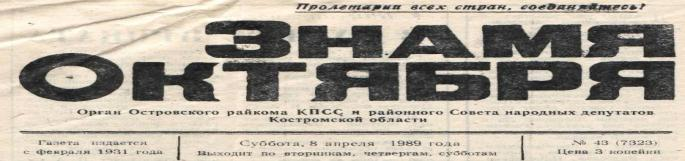 Пролетарии всех стран, соединяйтесь!
Знамя
Октября
Орган Островского райкома КПСС и районного Совета народных депутатов
Костромской области
Газета издается
с февраля 1931 года
Суббота, 8 апреля 1989 года
Выходит по вторникам, четвергам, субботам
№ 43 (7323)
Цена 3 копейки